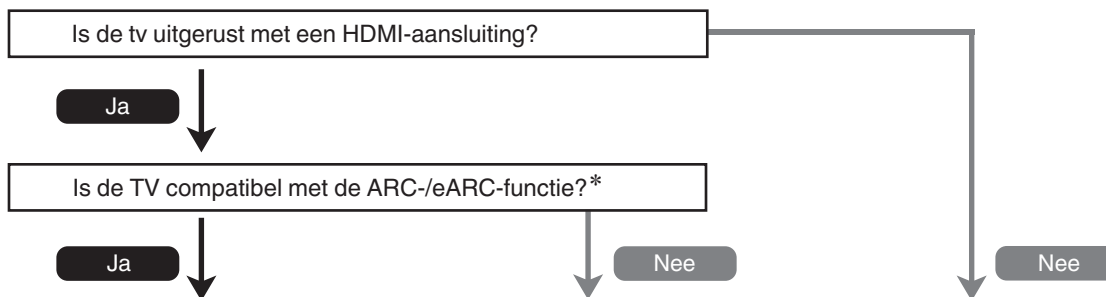 Is de tv uitgerust met een HDMI-aansluiting?
Ja
Is de TV compatibel met de ARC-/eARC-functie?*
Ja
Nee
Nee